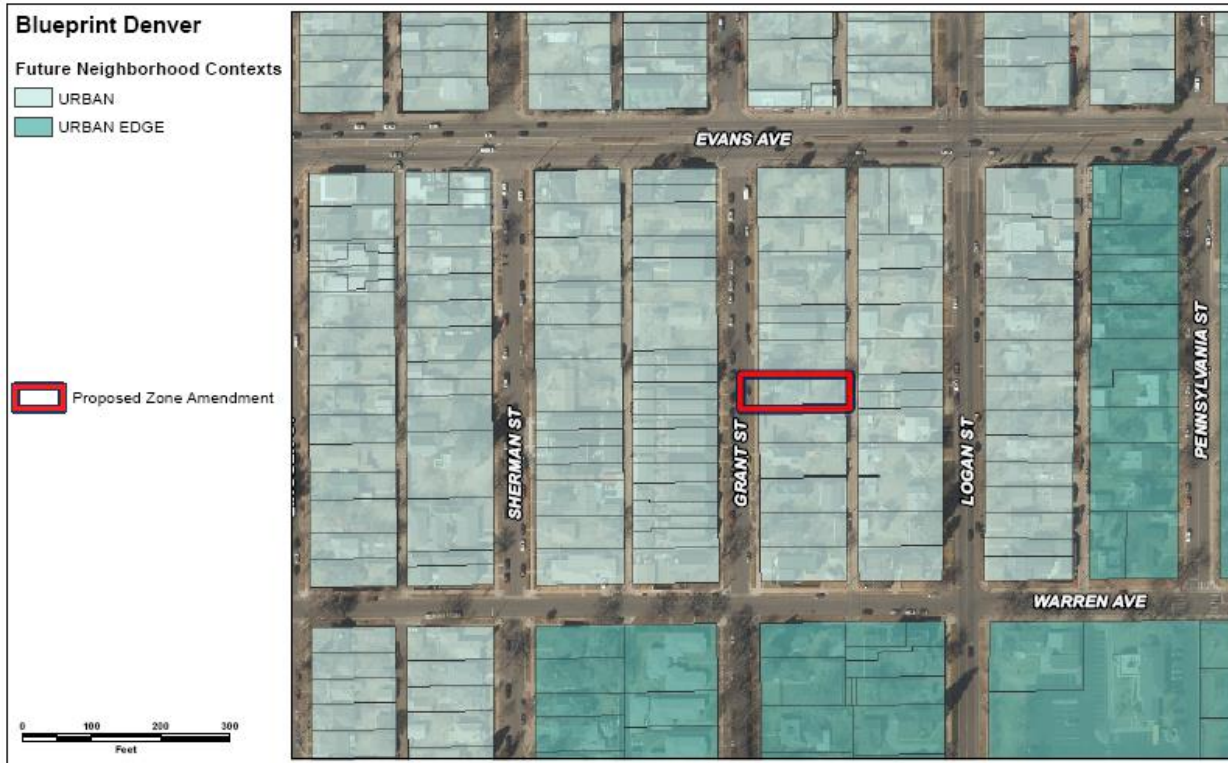 Blueprint Denver
Future Neighborhood Contexts
URBAN
URBAN EDGE
Proposed Zone Amendment
0 100 200 300
Feet
EVANS AVE
SHERMAN ST
GRANT ST
LOGAN ST
PENNSYLVANIA ST
WARREN AVE